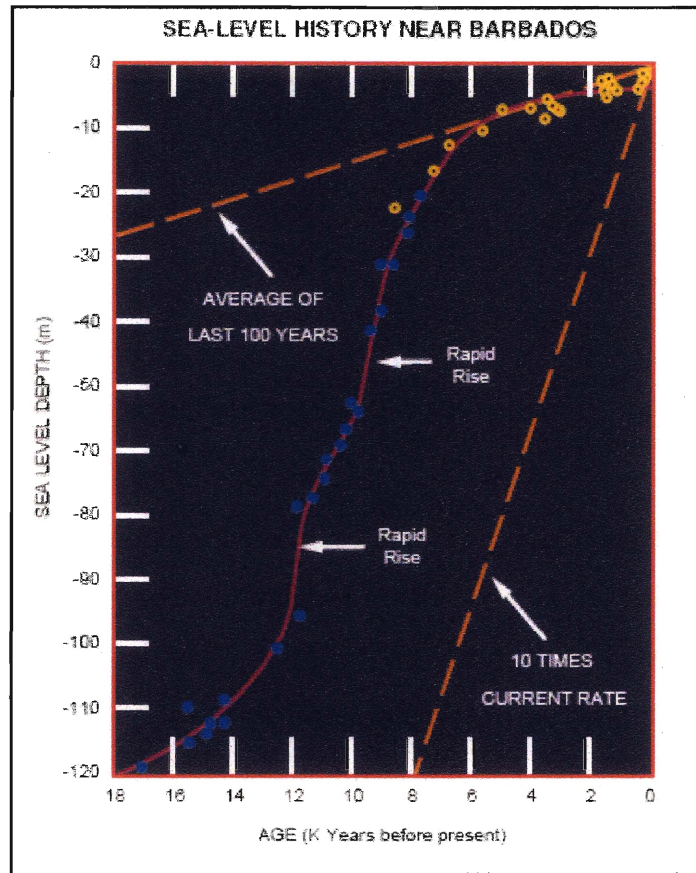 SEA-LEVEL HISTORY NEAR BARBADOS
0
-10
-20
-30
-40
-50
-60
-70
-80
-90
-100
-110
-120
SEA LEVEL DEPTH (m)
AVERAGE OF
LAST 100 YEARS
Rapid
Rise
Rapid
Rise
10 TIMES
CURRENT RATE
18 16 14 12 10 8 6 4 2 0
AGE (K Years before present)